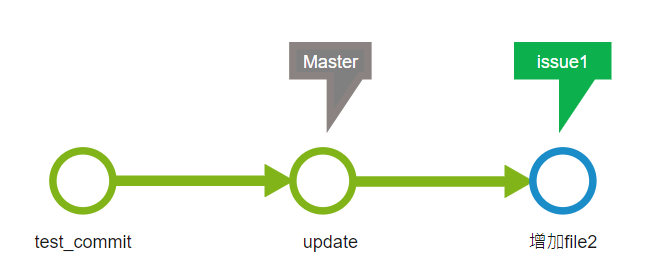 Master
issue1
test_commit
update
增加file2